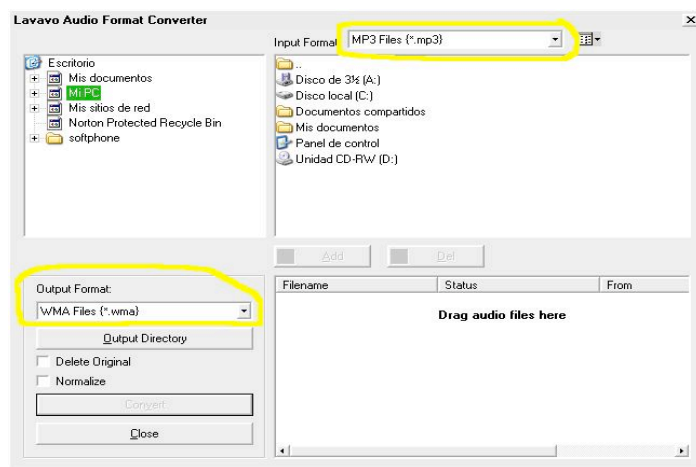 Lavavo Audio Format Converter
Input Format
MP3 Files {*.mp3}
Escritorio
Mis documentos
Mi PC
Mis sitios de red
Norton Protected Recycle Bin
softphone
..
Disco de 3½ (A:)
Disco local (C:)
Documentos compartidos
Mis documentos
Panel de control
Unidad CD-RW (D:)
Add
Del
Output Format:
WMA Files {*.wma}
Output Directory
Delete Original
Normalize
Convert
Close
Filename Status From
Drag audio files here